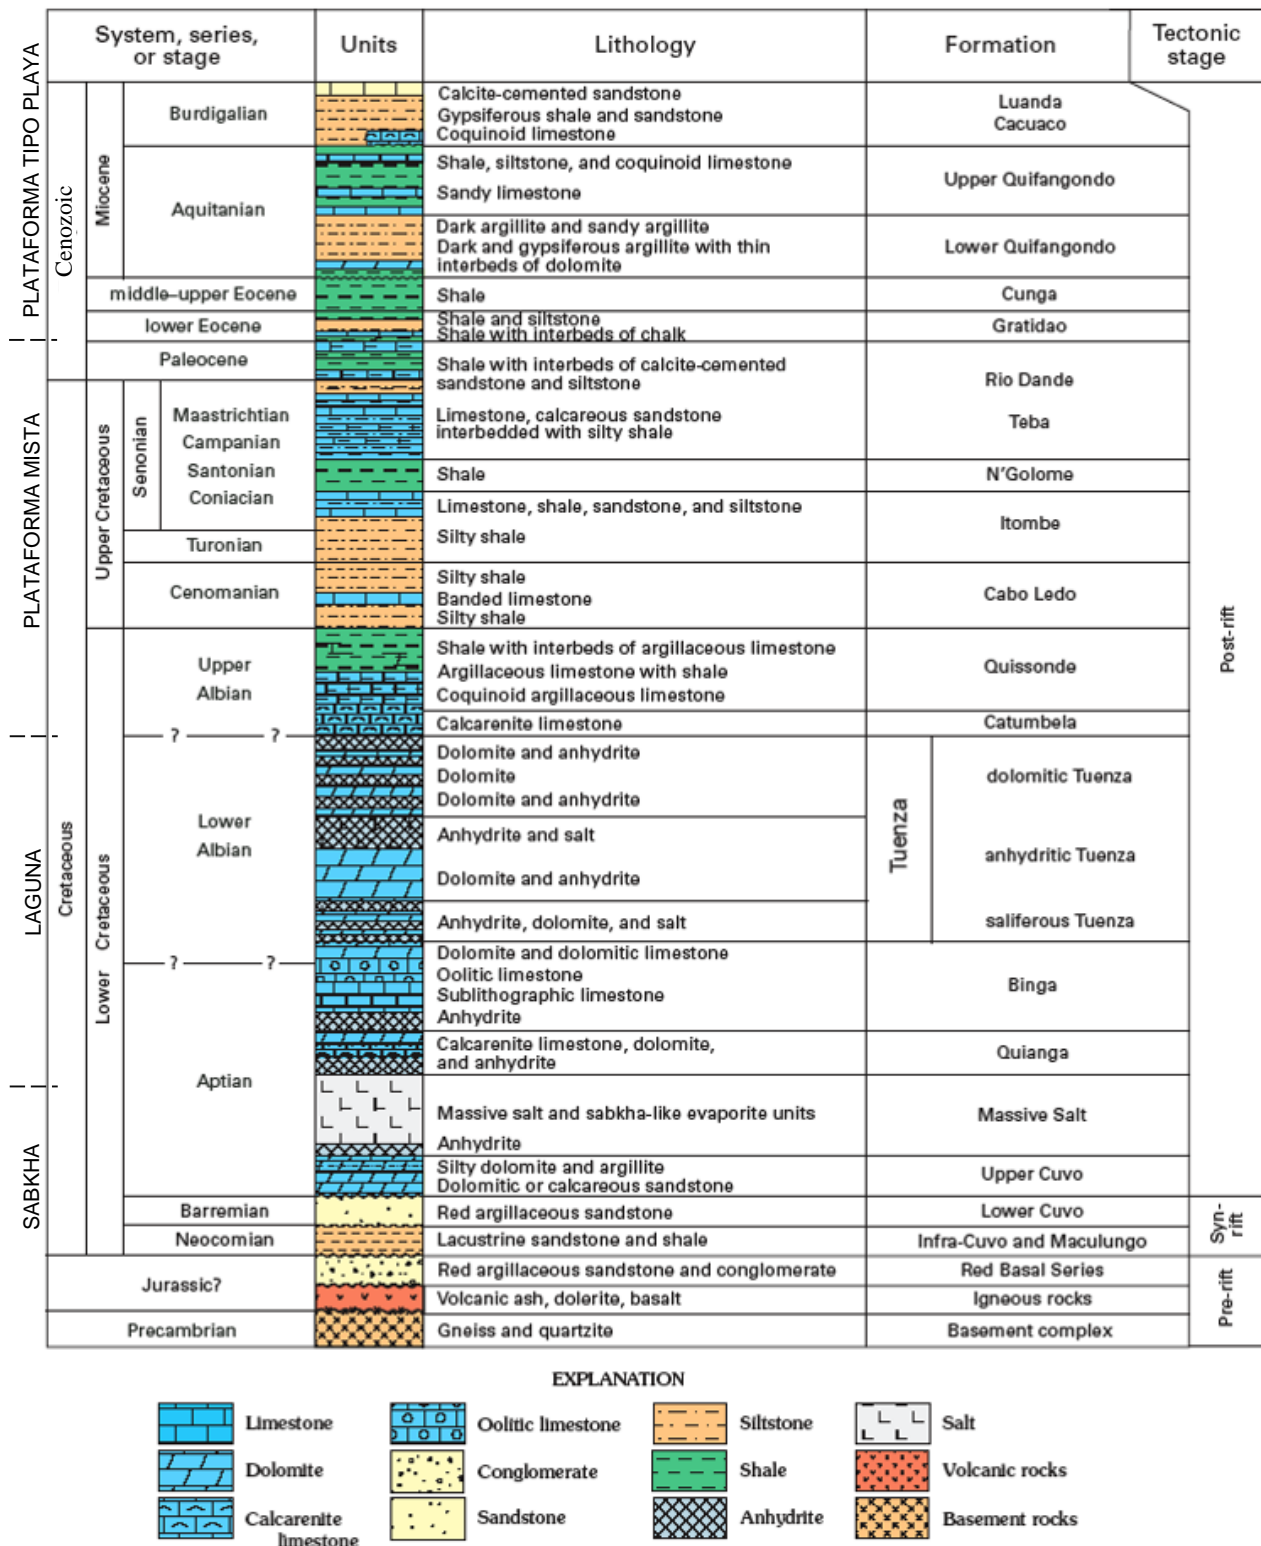 System, series,
or stage
Units
Lithology
Formation
Tectonic
stage
PLATAFORMA TIPO PLAYA
PLATAFORMA MISTA
LAGUNA
SABKHA
Cenozoic
Miocene
Burdigalian
Calcite-cemented sandstone
Gypsiferous shale and sandstone
Coquinoid limestone
Luanda
Cacuaco
Aquitanian
Shale, siltstone, and coquinoid limestone
Sandy limestone
Upper Quifangondo
Dark argillite and sandy argillite
Dark and gypsiferous argillite with thin
interbeds of dolomite
Lower Quifangondo
middle–upper Eocene
Shale
Cunga
lower Eocene
Shale and siltstone
Shale with interbeds of chalk
Gratidao
Paleocene
Shale with interbeds of calcite-cemented
sandstone and siltstone
Rio Dande
Cretaceous
Upper Cretaceous
Senonian
Maastrichtian
Campanian
Santonian
Coniacian
Limestone, calcareous sandstone
interbedded with silty shale
Teba
Shale
N'Golome
Limestone, shale, sandstone, and siltstone
Silty shale
Itombe
Turonian
Cenomanian
Silty shale
Banded limestone
Silty shale
Cabo Ledo
Post-rift
Lower Cretaceous
Upper
Albian
Shale with interbeds of argillaceous limestone
Argillaceous limestone with shale
Coquinoid argillaceous limestone
Quissonde
Calcarenite limestone
Catumbela
? ?
Lower
Albian
Dolomite and anhydrite
Dolomite
Dolomite and anhydrite
Tuenza
dolomitic Tuenza
Anhydrite and salt
Dolomite and anhydrite
anhydritic Tuenza
Anhydrite, dolomite, and salt
saliferous Tuenza
? ?
Dolomite and dolomitic limestone
Oolitic limestone
Sublithographic limestone
Anhydrite
Binga
Aptian
Calcarenite limestone, dolomite,
and anhydrite
Quianga
Massive salt and sabkha-like evaporite units
Anhydrite
Massive Salt
Silty dolomite and argillite
Dolomitic or calcareous sandstone
Upper Cuvo
Barremian
Red argillaceous sandstone
Lower Cuvo
Syn-
rift
Neocomian
Lacustrine sandstone and shale
Infra-Cuvo and Maculungo
Jurassic?
Red argillaceous sandstone and conglomerate
Red Basal Series
Pre-rift
Volcanic ash, dolerite, basalt
Igneous rocks
Precambrian
Gneiss and quartzite
Basement complex
EXPLANATION
Limestone
Oolitic limestone
Siltstone
Salt
Dolomite
Conglomerate
Shale
Volcanic rocks
Calcarenite
limestone
Sandstone
Anhydrite
Basement rocks